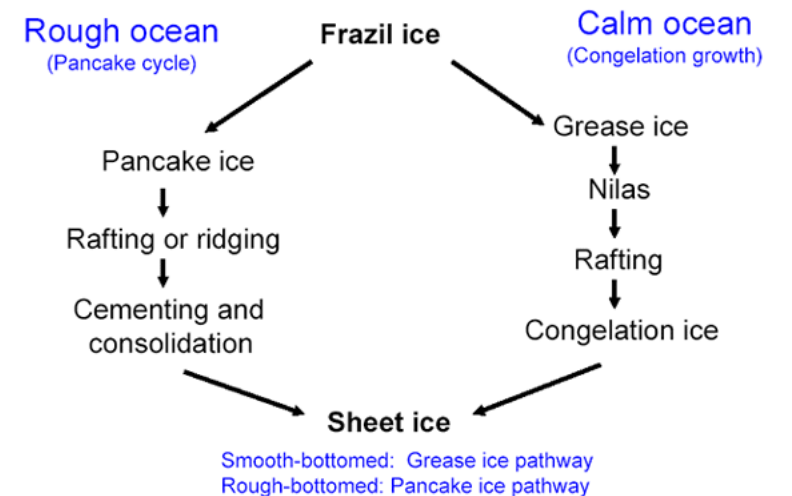 Rough ocean
(Pancake cycle)
Frazil ice
Calm ocean
(Congelation growth)
Pancake ice
Rafting or ridging
Cementing and
consolidation
Grease ice
Nilas
Rafting
Congelation ice
Sheet ice
Smooth-bottomed: Grease ice pathway
Rough-bottomed: Pancake ice pathway